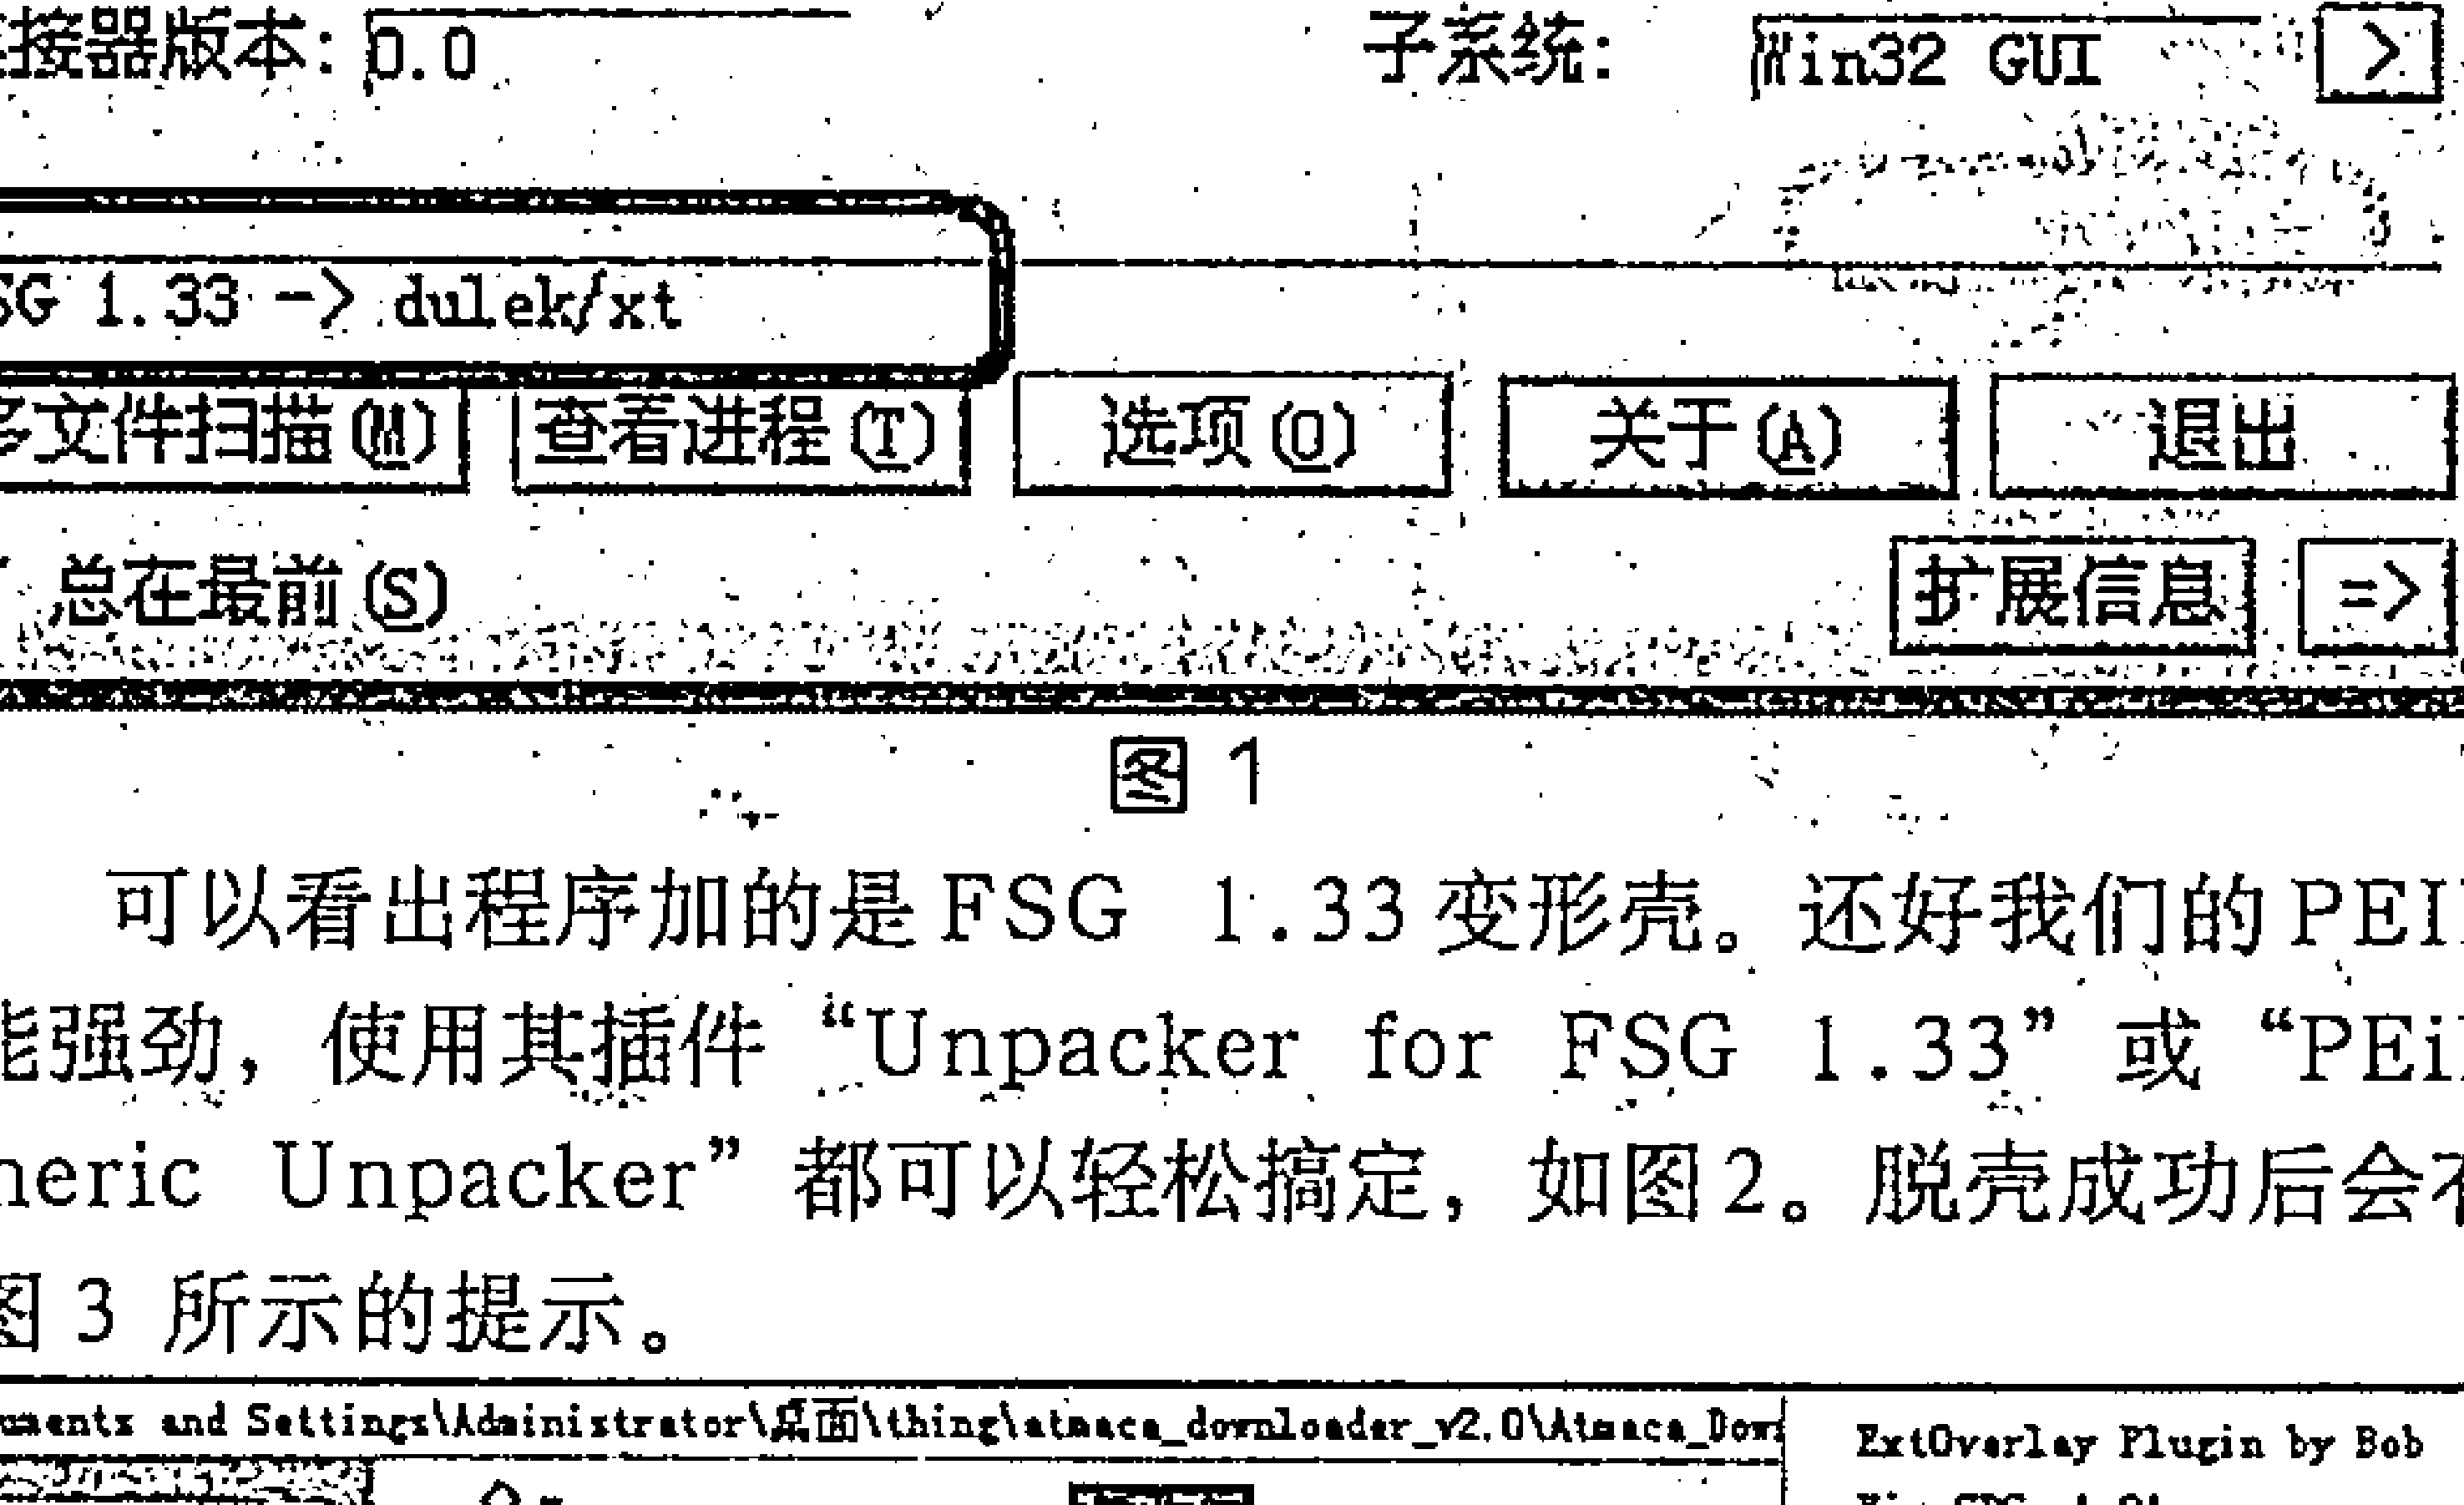 接器版本: 0.0 子系统: Win32 GUI >
SG 1.33 -> dulek/xt
多文件扫描(M) 查看进程(T) 选项(O) 关于(A) 退出
总在最前(S) 扩展信息 =>
图 1
可以看出程序加的是FSG 1.33变形壳。还好我们的PEI
能强劲，使用其插件“Unpacker for FSG 1.33”或“PEi
neric Unpacker”都可以轻松搞定，如图2。脱壳成功后会有
图3 所示的提示。
uments and Settings\Administrator\桌面\thing\atmaca_downloader_v2.0\Atmaca_Down
ExtOverlay Plugin by Bob